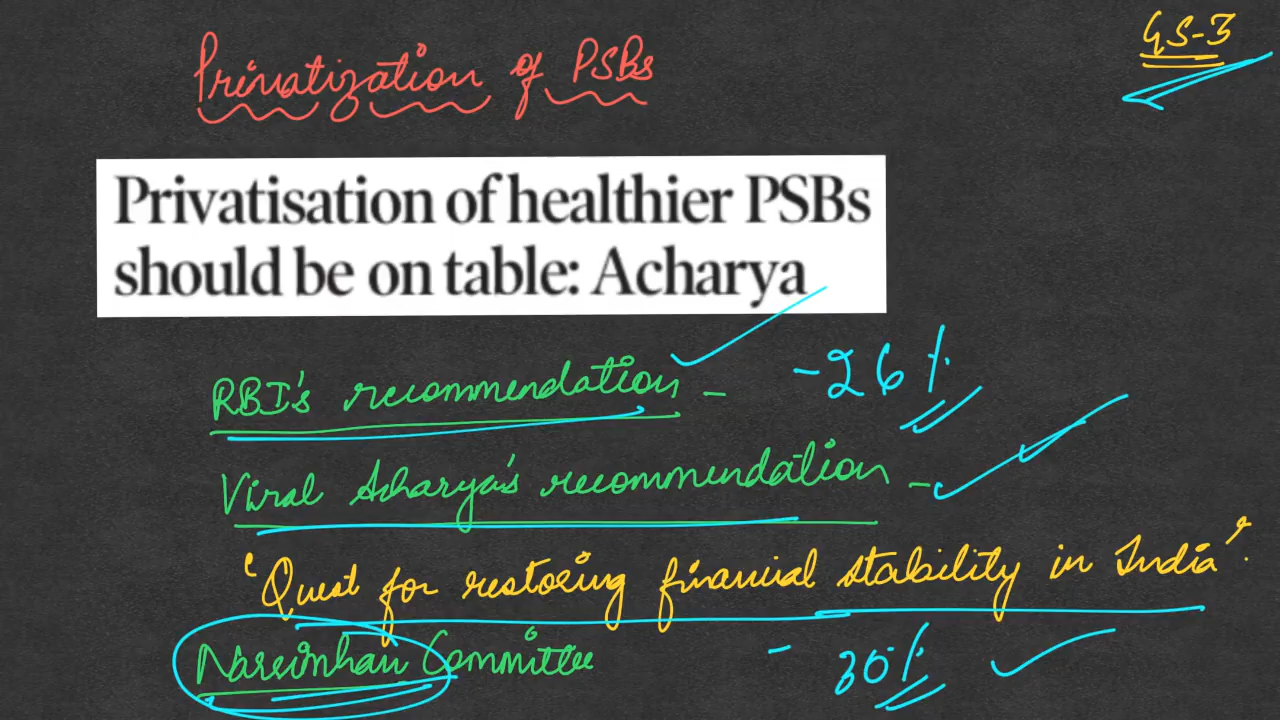 GS-3
Privatization of PSBs
Privatisation of healthier PSBs
should be on table: Acharya
RBI's recommendation - - 26%
Viral Acharya's recommendation -
"Quest for restoring financial stability in India".
Narsimhan Committee - 30%